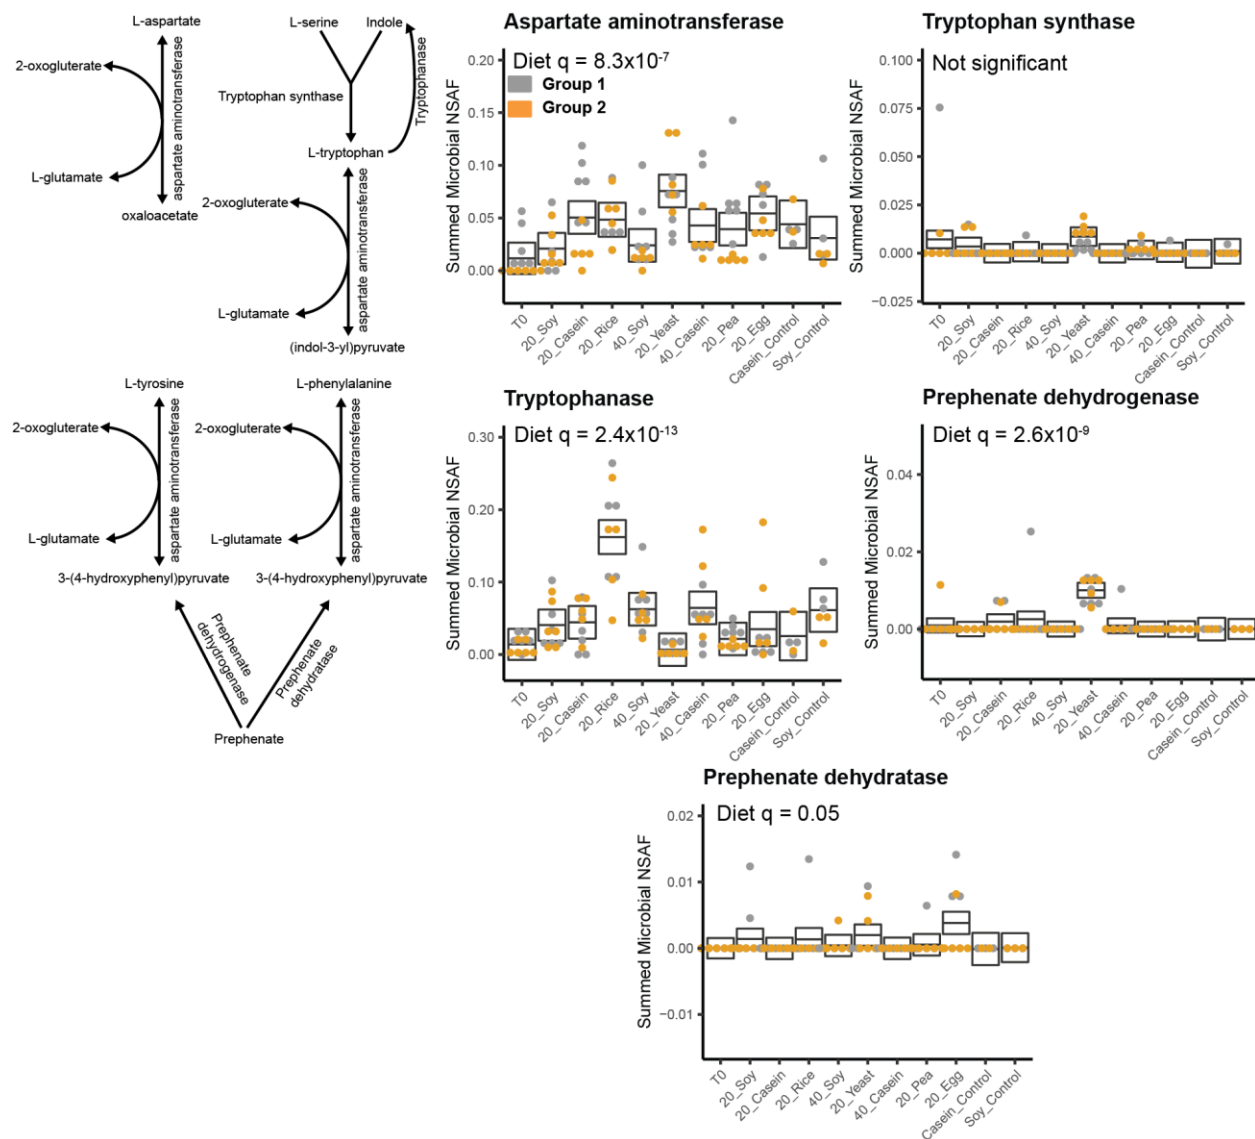 L-aspartate
2-oxogluterate
aspartate aminotransferase
L-glutamate
oxaloacetate
L-serine
Indole
Tryptophan synthase
Tryptophanase
L-tryptophan
2-oxogluterate
aspartate aminotransferase
L-glutamate
(indol-3-yl)pyruvate
L-tyrosine
2-oxogluterate
aspartate aminotransferase
L-glutamate
3-(4-hydroxyphenyl)pyruvate
L-phenylalanine
2-oxogluterate
aspartate aminotransferase
L-glutamate
3-(4-hydroxyphenyl)pyruvate
Prephenate
dehydrogenase
Prephenate
dehydratase
Prephenate
Aspartate aminotransferase
Diet q = 8.3x10⁻⁷
Group 1
Group 2
Summed Microbial NSAF
0.20
0.15
0.10
0.05
0.00
T0
20_Soy
20_Casein
20_Rice
40_Soy
20_Yeast
40_Casein
20_Pea
20_Egg
Casein_Control
Soy_Control
Tryptophan synthase
Not significant
Summed Microbial NSAF
0.100
0.075
0.050
0.025
0.000
−0.025
T0
20_Soy
20_Casein
20_Rice
40_Soy
20_Yeast
40_Casein
20_Pea
20_Egg
Casein_Control
Soy_Control
Tryptophanase
Diet q = 2.4x10⁻¹³
Summed Microbial NSAF
0.30
0.20
0.10
0.00
T0
20_Soy
20_Casein
20_Rice
40_Soy
20_Yeast
40_Casein
20_Pea
20_Egg
Casein_Control
Soy_Control
Prephenate dehydrogenase
Diet q = 2.6x10⁻⁹
Summed Microbial NSAF
0.04
0.02
0.00
T0
20_Soy
20_Casein
20_Rice
40_Soy
20_Yeast
40_Casein
20_Pea
20_Egg
Casein_Control
Soy_Control
Prephenate dehydratase
Diet q = 0.05
Summed Microbial NSAF
0.02
0.01
0.00
−0.01
T0
20_Soy
20_Casein
20_Rice
40_Soy
20_Yeast
40_Casein
20_Pea
20_Egg
Casein_Control
Soy_Control